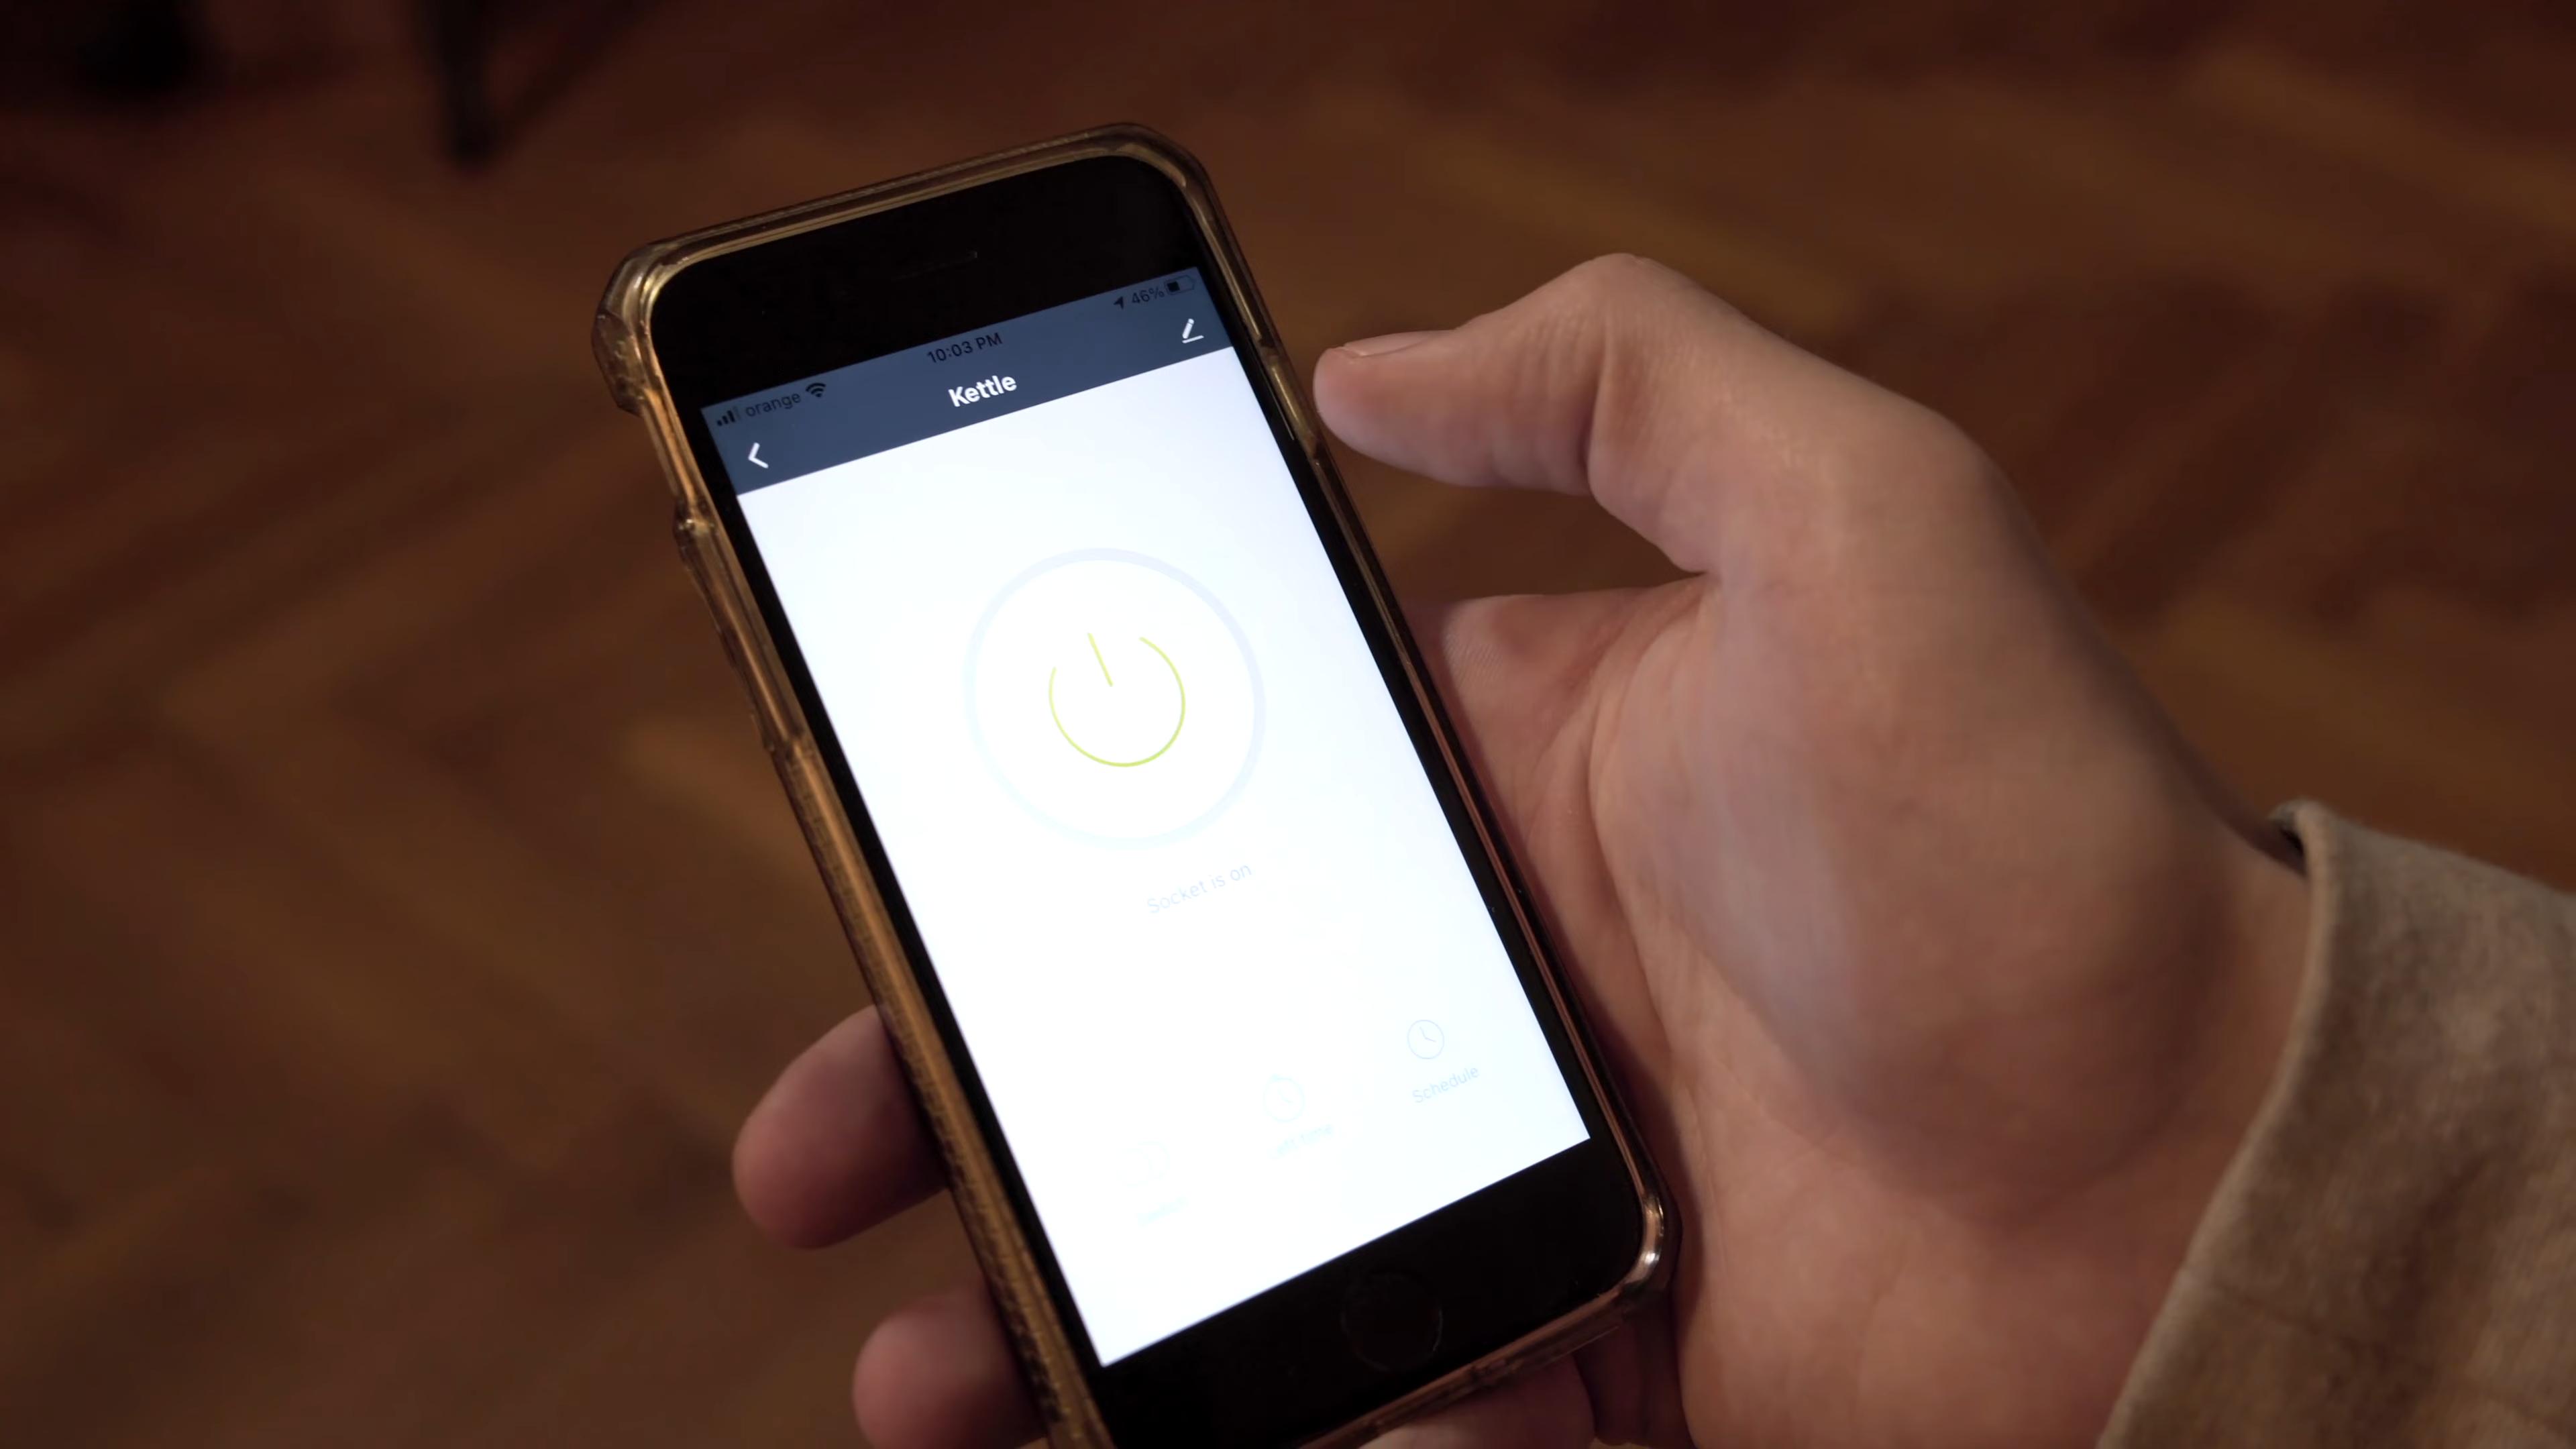 orange
10:03 PM
46%
Kettle
Socket is on
Schedule